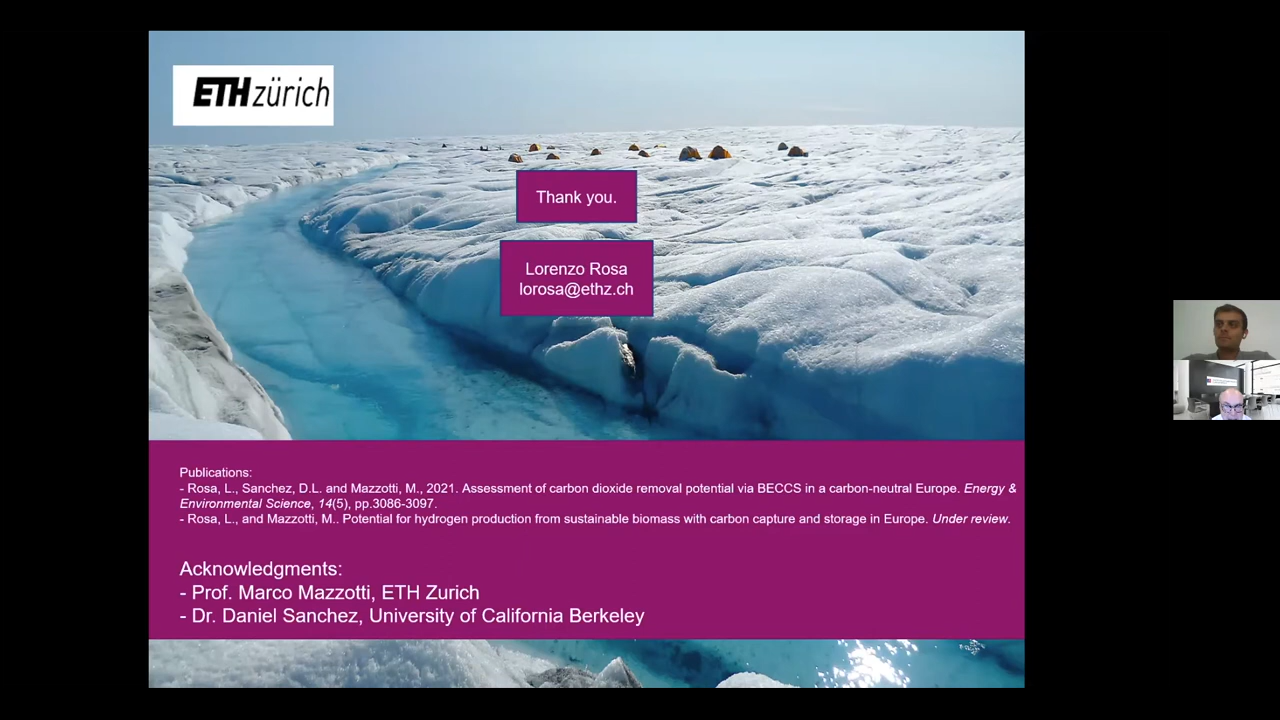 ETH zürich
Thank you.
Lorenzo Rosa
lorosa@ethz.ch
Publications:
- Rosa, L., Sanchez, D.L. and Mazzotti, M., 2021. Assessment of carbon dioxide removal potential via BECCS in a carbon-neutral Europe. Energy &
Environmental Science, 14(5), pp.3086-3097.
- Rosa, L., and Mazzotti, M.. Potential for hydrogen production from sustainable biomass with carbon capture and storage in Europe. Under review.
Acknowledgments:
- Prof. Marco Mazzotti, ETH Zurich
- Dr. Daniel Sanchez, University of California Berkeley